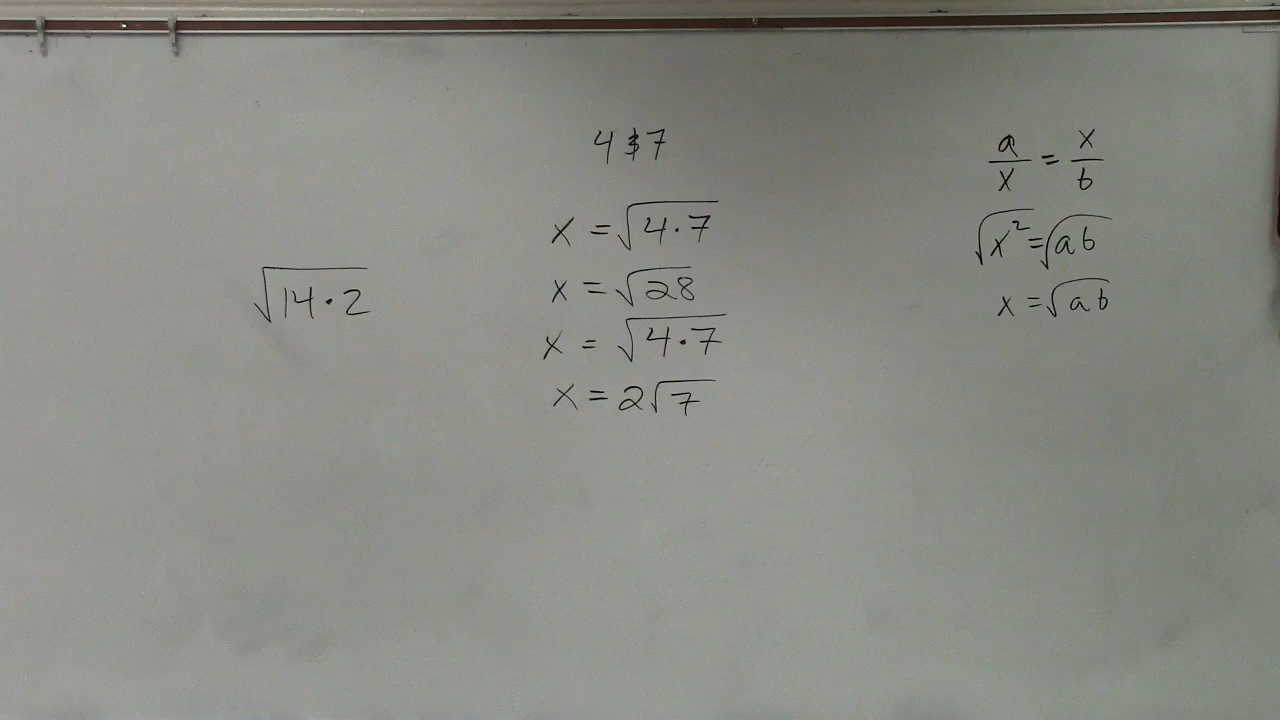 √14·2
4 & 7
x = √4·7
x = √28
x = √4·7
x = 2√7
a/x = x/b
√x² = √ab
x = √ab